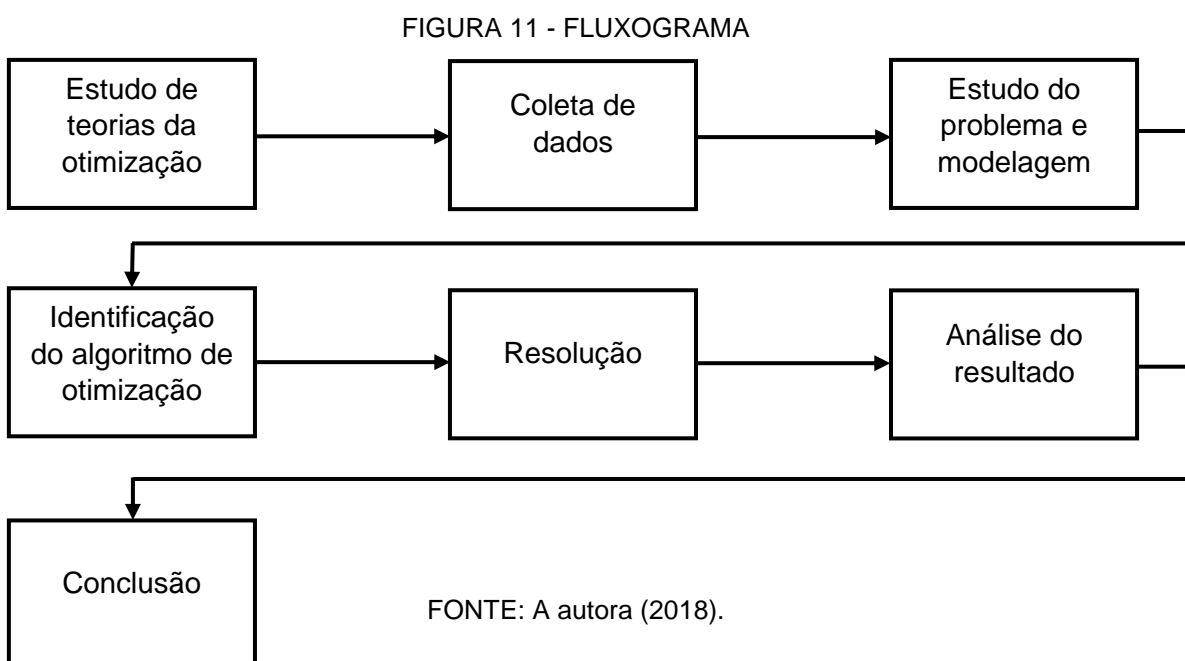 FIGURA 11 - FLUXOGRAMA
Estudo de
teorias da
otimização
Coleta de
dados
Estudo do
problema e
modelagem
Identificação
do algoritmo de
otimização
Resolução
Análise do
resultado
Conclusão
FONTE: A autora (2018).